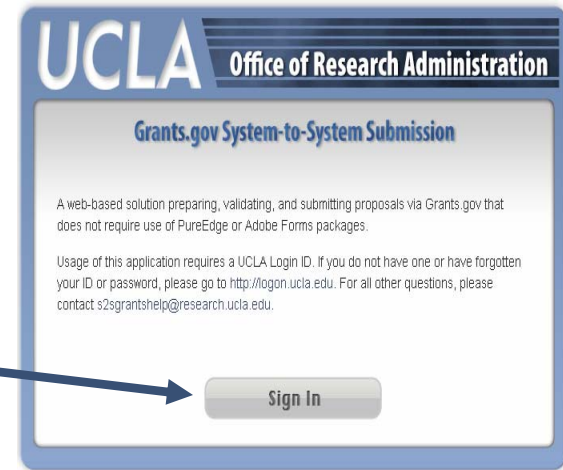 UCLA Office of Research Administration
Grants.gov System-to-System Submission
A web-based solution preparing, validating, and submitting proposals via Grants.gov that
does not require use of PureEdge or Adobe Forms packages.
Usage of this application requires a UCLA Login ID. If you do not have one or have forgotten
your ID or password, please go to http://logon.ucla.edu. For all other questions, please
contact s2sgrantshelp@research.ucla.edu.
Sign In